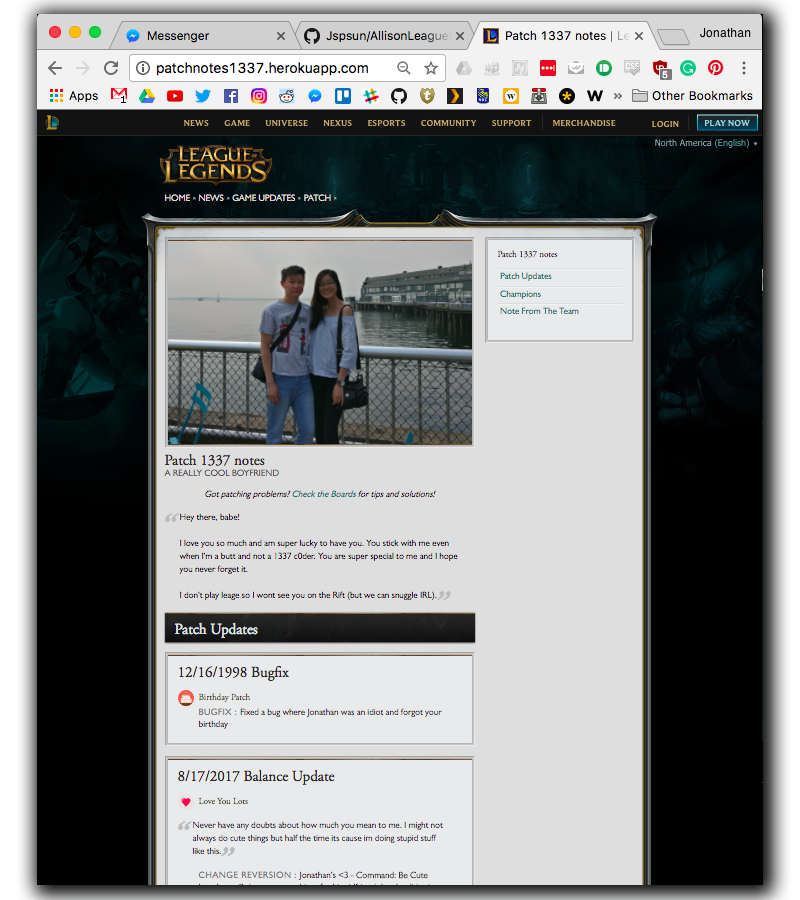 Messenger
Jspsun/AllisonLeague
Patch 1337 notes | Le
Jonathan
patchnotes1337.herokuapp.com
5
Apps
1
Other Bookmarks
NEWS GAME UNIVERSE NEXUS ESPORTS COMMUNITY SUPPORT MERCHANDISE LOGIN PLAY NOW
North America (English)
LEAGUE OF
LEGENDS
HOME > NEWS > GAME UPDATES > PATCH >
Patch 1337 notes
Patch Updates
Champions
Note From The Team
Patch 1337 notes
A REALLY COOL BOYFRIEND
Got patching problems? Check the Boards for tips and solutions!
Hey there, babe!
I love you so much and am super lucky to have you. You stick with me even
when I'm a butt and not a 1337 c0der. You are super special to me and I hope
you never forget it.
I don't play leage so I wont see you on the Rift (but we can snuggle IRL).
Patch Updates
12/16/1998 Bugfix
Birthday Patch
BUGFIX : Fixed a bug where Jonathan was an idiot and forgot your
birthday
8/17/2017 Balance Update
Love You Lots
Never have any doubts about how much you mean to me. I might not
always do cute things but half the time its cause im doing stupid stuff
like this.
CHANGE REVERSION : Jonathan's <3 - Command: Be Cute